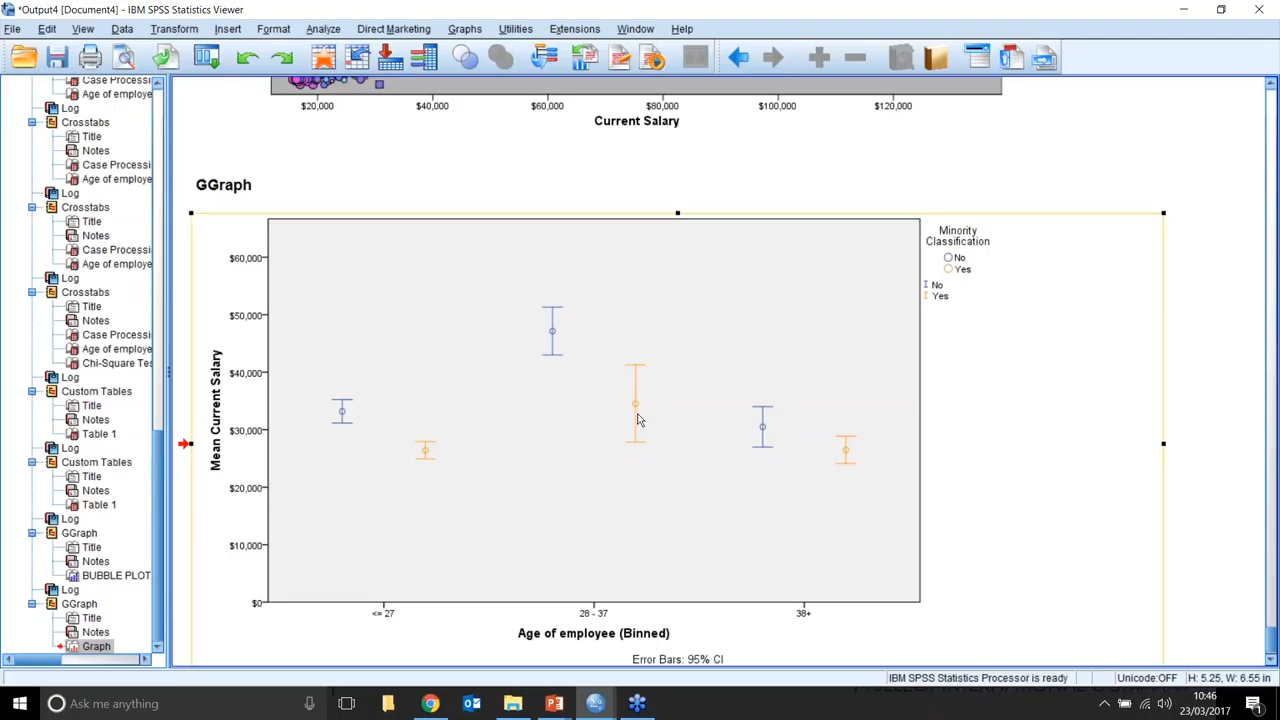 *Output4 [Document4] - IBM SPSS Statistics Viewer
File Edit View Data Transform Insert Format Analyze Direct Marketing Graphs Utilities Extensions Window Help
Case Processi
Age of employe
Log
Crosstabs
Title
Notes
Case Processi
Age of employe
Log
Crosstabs
Title
Notes
Case Processi
Age of employe
Log
Crosstabs
Title
Notes
Case Processi
Age of employe
Chi-Square Tes
Log
Custom Tables
Title
Notes
Table 1
Log
Custom Tables
Title
Notes
Table 1
Log
GGraph
Title
Notes
BUBBLE PLOT
Log
GGraph
Title
Notes
Graph
$20,000 $40,000 $60,000 $80,000 $100,000 $120,000
Current Salary
GGraph
Minority
Classification
No
Yes
No
Yes
$60,000
$50,000
$40,000
$30,000
$20,000
$10,000
$0
Mean Current Salary
<= 27 28 - 37 38+
Age of employee (Binned)
Error Bars: 95% CI
IBM SPSS Statistics Processor is ready Unicode:OFF H: 5.25, W: 6.55 in
Ask me anything
10:46
23/03/2017